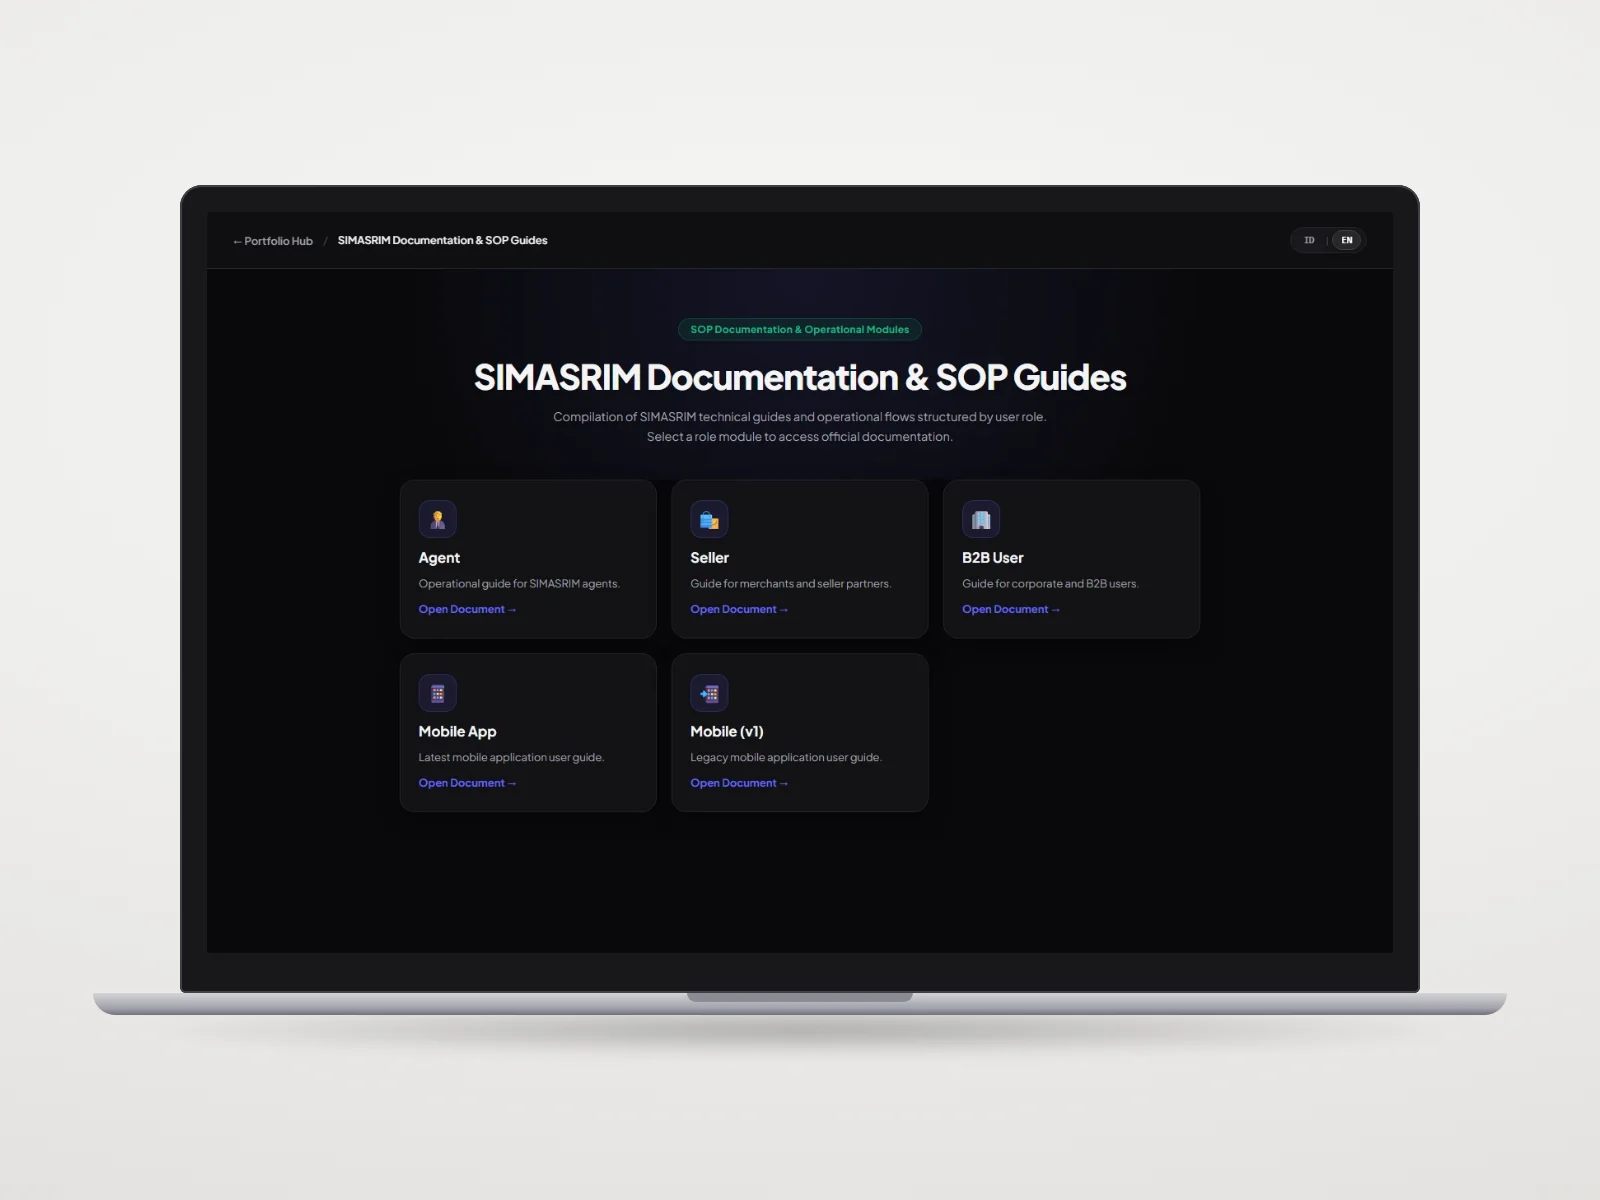 ← Portfolio Hub / SIMASRIM Documentation & SOP Guides
ID | EN
SOP Documentation & Operational Modules
SIMASRIM Documentation & SOP Guides
Compilation of SIMASRIM technical guides and operational flows structured by user role.
Select a role module to access official documentation.
Agent
Operational guide for SIMASRIM agents.
Open Document →
Seller
Guide for merchants and seller partners.
Open Document →
B2B User
Guide for corporate and B2B users.
Open Document →
Mobile App
Latest mobile application user guide.
Open Document →
Mobile (v1)
Legacy mobile application user guide.
Open Document →